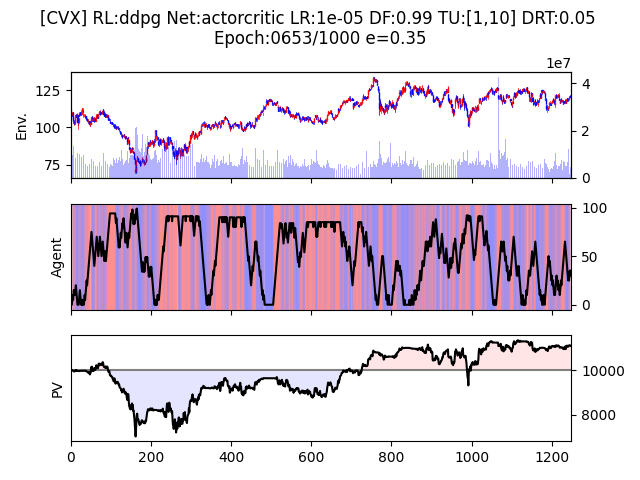 [CVX] RL:ddpg Net:actorcritic LR:1e-05 DF:0.99 TU:[1,10] DRT:0.05
Epoch:0653/1000 e=0.35
1e7
125
100
75
Env.
4
2
0
Agent
100
50
0
PV
10000
8000
0 200 400 600 800 1000 1200